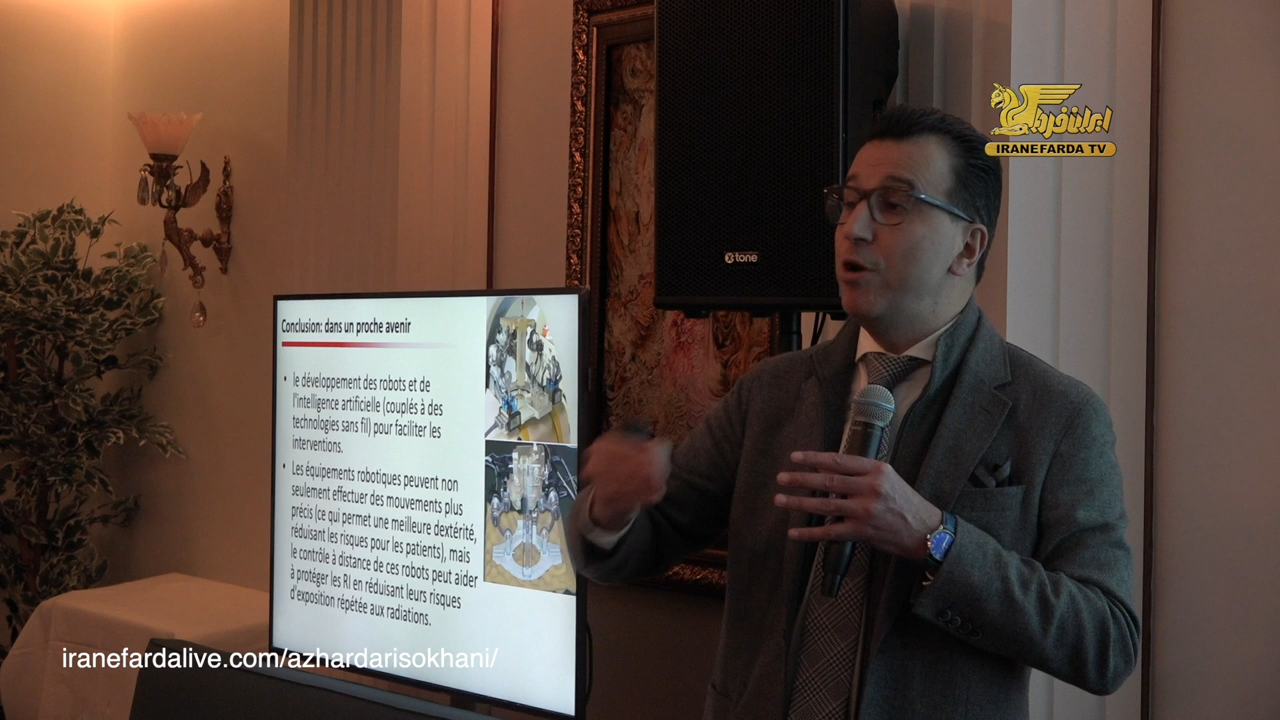 ایران فردا
IRANEFARDA TV
xtone
Conclusion: dans un proche avenir
• le développement des robots et de
l'intelligence artificielle (couplés à des
technologies sans fil) pour faciliter les
interventions.
• Les équipements robotiques peuvent non
seulement effectuer des mouvements plus
précis (ce qui permet une meilleure dextérité,
réduisant les risques pour les patients), mais
le contrôle à distance de ces robots peut aider
à protéger les RI en réduisant leurs risques
d'exposition répétée aux radiations.
iranefardalive.com/azhardarisokhani/